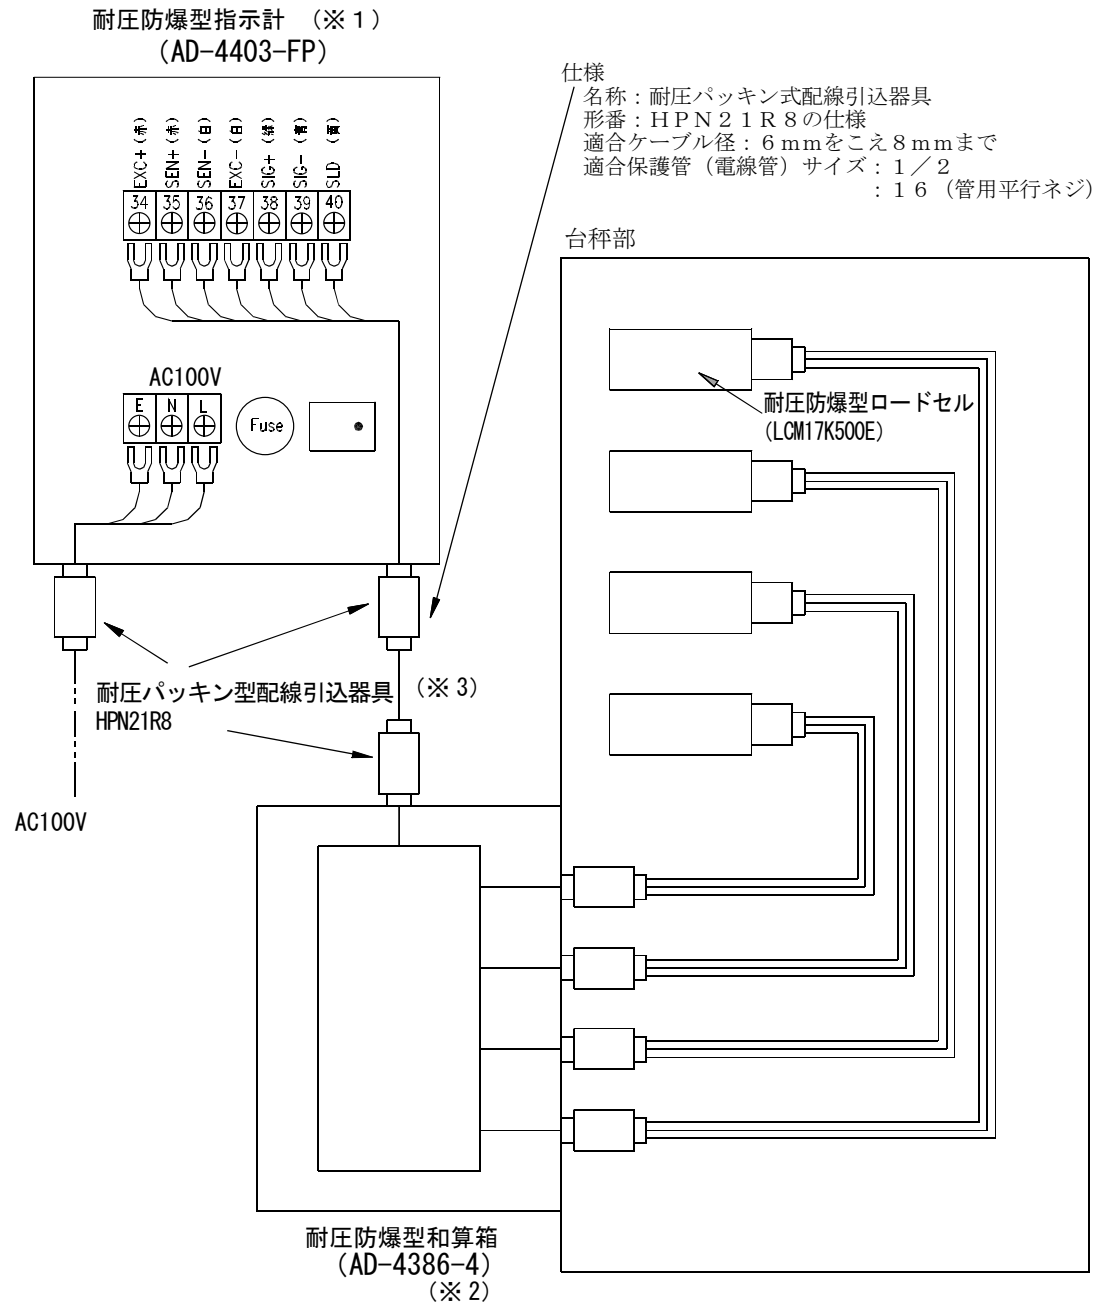 耐圧防爆型指示計 (※1)
(AD-4403-FP)
仕様
名称：耐圧パッキン式配線引込器具
形番：ＨＰＮ２１Ｒ８の仕様
適合ケーブル径：６ｍｍをこえ８ｍｍまで
適合保護管（電線管）サイズ：１／２
：１６（管用平行ネジ）
EXC+ (赤)
SEN+ (赤)
SEN- (白)
EXC- (白)
SIG+ (緑)
SIG- (青)
SLD (黄)
34 35 36 37 38 39 40
台秤部
AC100V
E N L
Fuse
耐圧防爆型ロードセル
(LCM17K500E)
耐圧パッキン型配線引込器具 (※3)
HPN21R8
AC100V
耐圧防爆型和算箱
(AD-4386-4)
(※2)